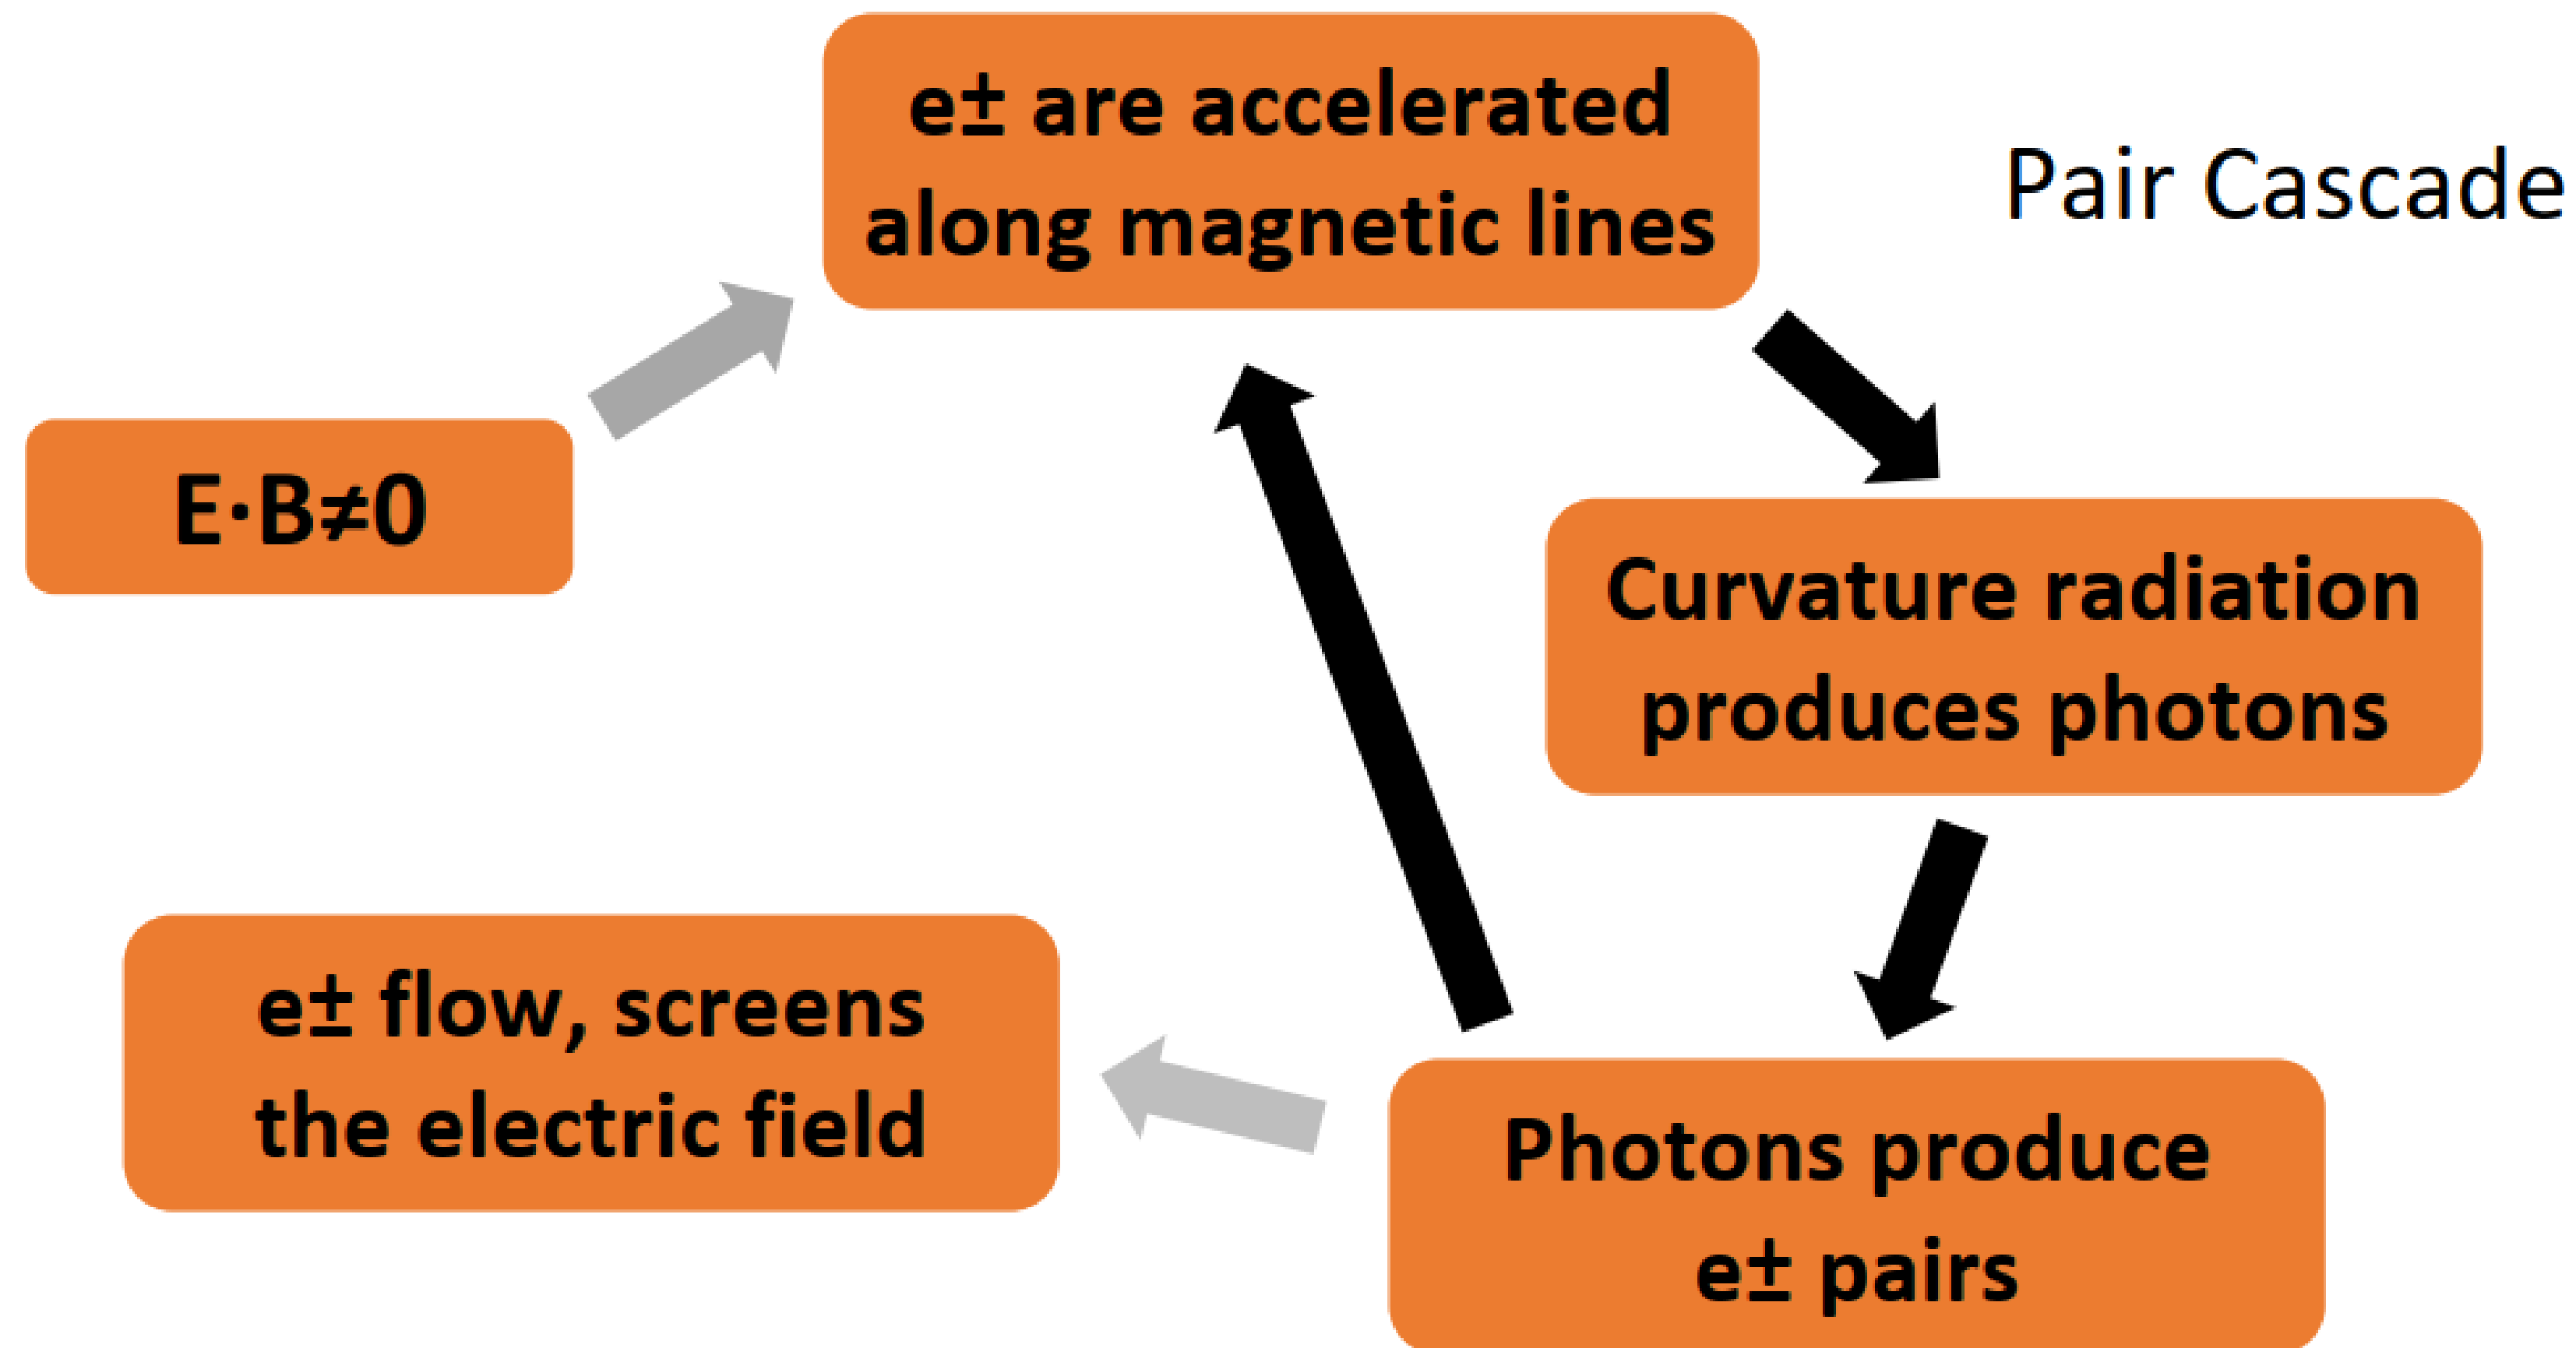 e± are accelerated
along magnetic lines
Pair Cascade
E·B≠0
Curvature radiation
produces photons
e± flow, screens
the electric field
Photons produce
e± pairs